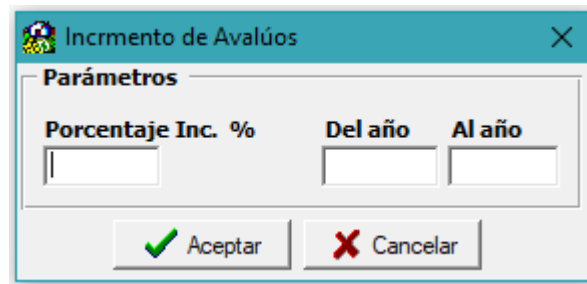 Incrmento de Avalúos
Parámetros
Porcentaje Inc. % Del año Al año
Aceptar Cancelar